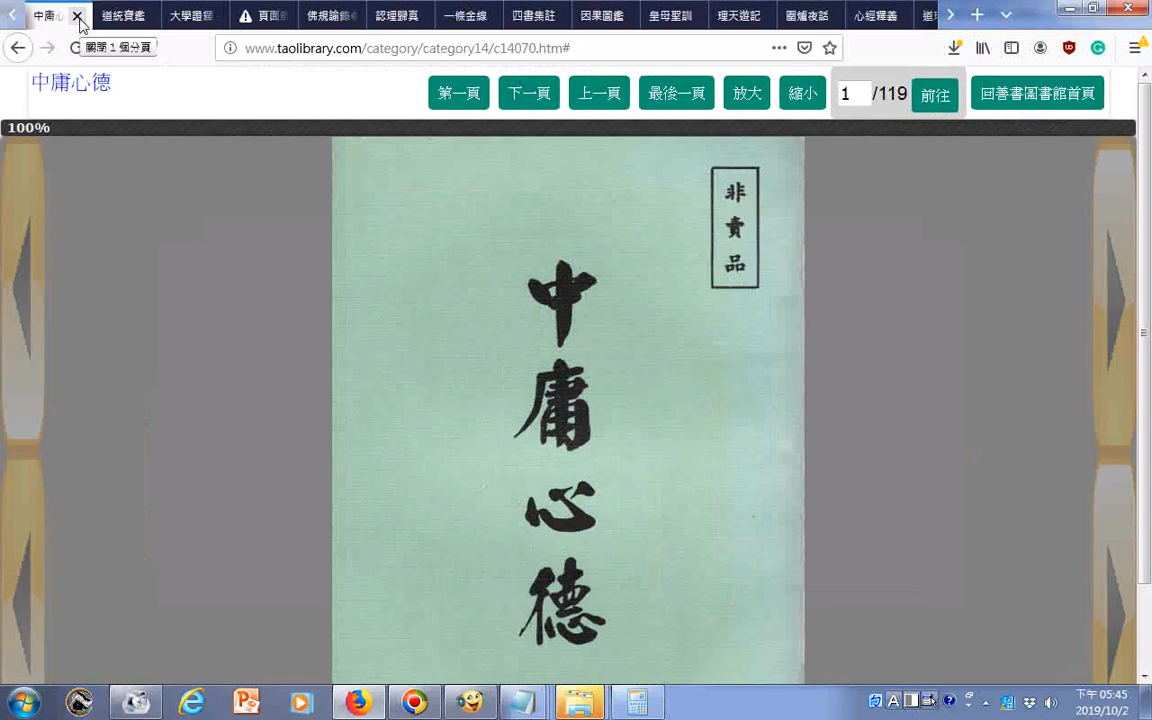 中庸心
道統寶鑑
大學證釋
頁面
佛規諭錄
認理歸真
一條金線
四書集註
因果圖鑑
皇母聖訓
理天遊記
圍爐夜話
心經釋義
道
關閉 1 個分頁
www.taolibrary.com/category/category14/c14070.htm#
中庸心德
第一頁
下一頁
上一頁
最後一頁
放大
縮小
1
/119
前往
回善書圖書館首頁
100%
非賣品
中庸心德
下午 05:45
2019/10/2